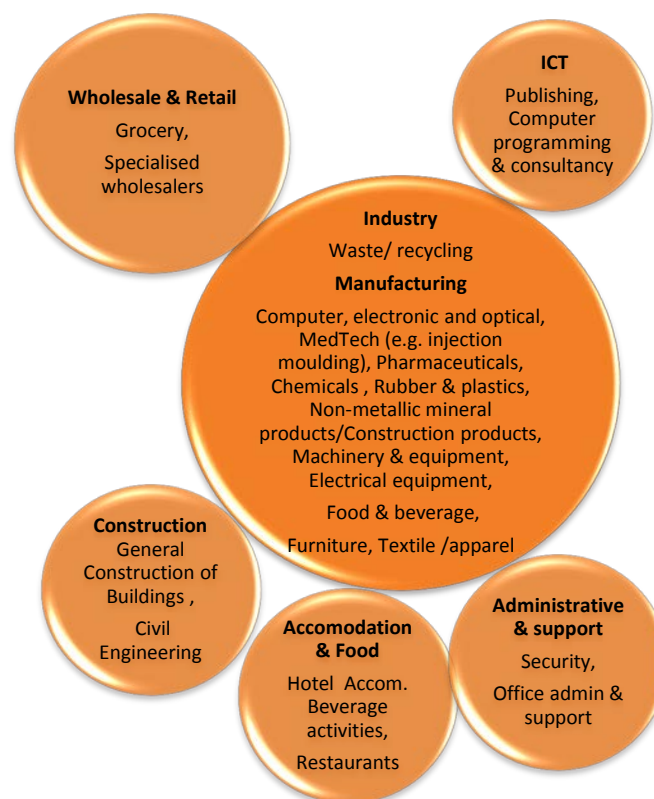 Wholesale & Retail
Grocery,
Specialised
wholesalers
ICT
Publishing,
Computer
programming
& consultancy
Industry
Waste/ recycling
Manufacturing
Computer, electronic and optical,
MedTech (e.g. injection
moulding), Pharmaceuticals,
Chemicals , Rubber & plastics,
Non-metallic mineral
products/Construction products,
Machinery & equipment,
Electrical equipment,
Food & beverage,
Furniture, Textile /apparel
Construction
General
Construction of
Buildings ,
Civil
Engineering
Accomodation
& Food
Hotel Accom.
Beverage
activities,
Restaurants
Administrative
& support
Security,
Office admin &
support